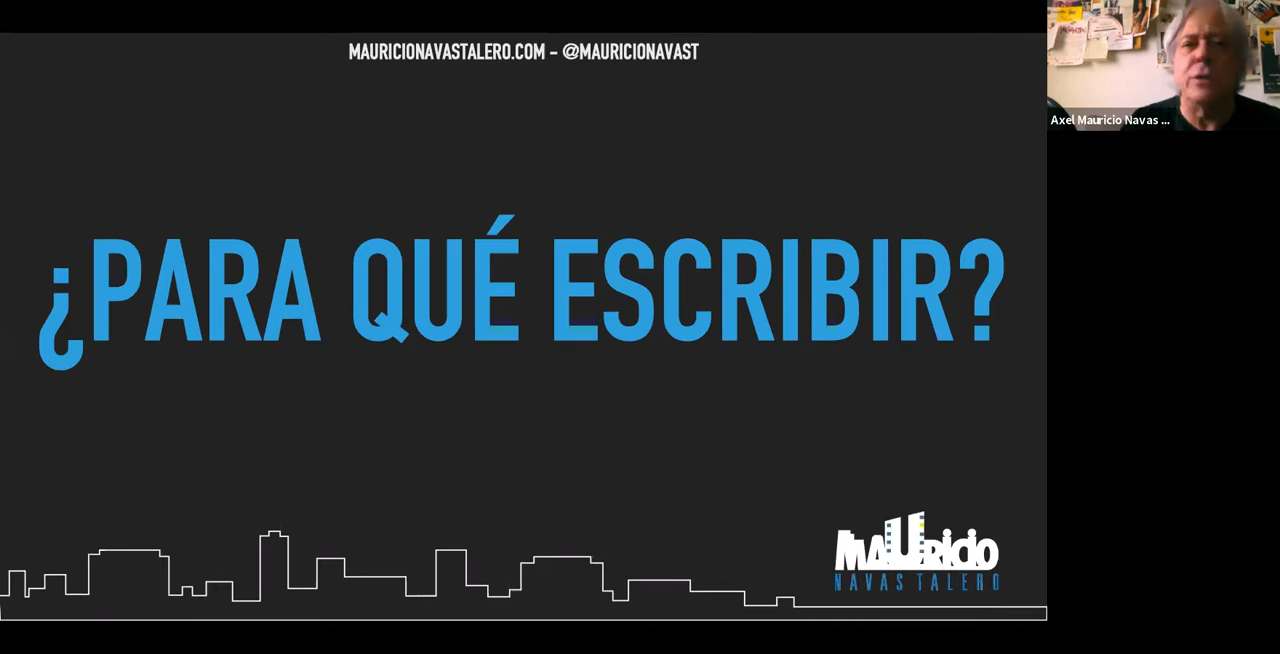 MAURICIONAVASTALERO.COM - @MAURICIONAVAST
Axel Mauricio Navas ...
¿PARA QUÉ ESCRIBIR?
MAURICIO
NAVAS TALERO